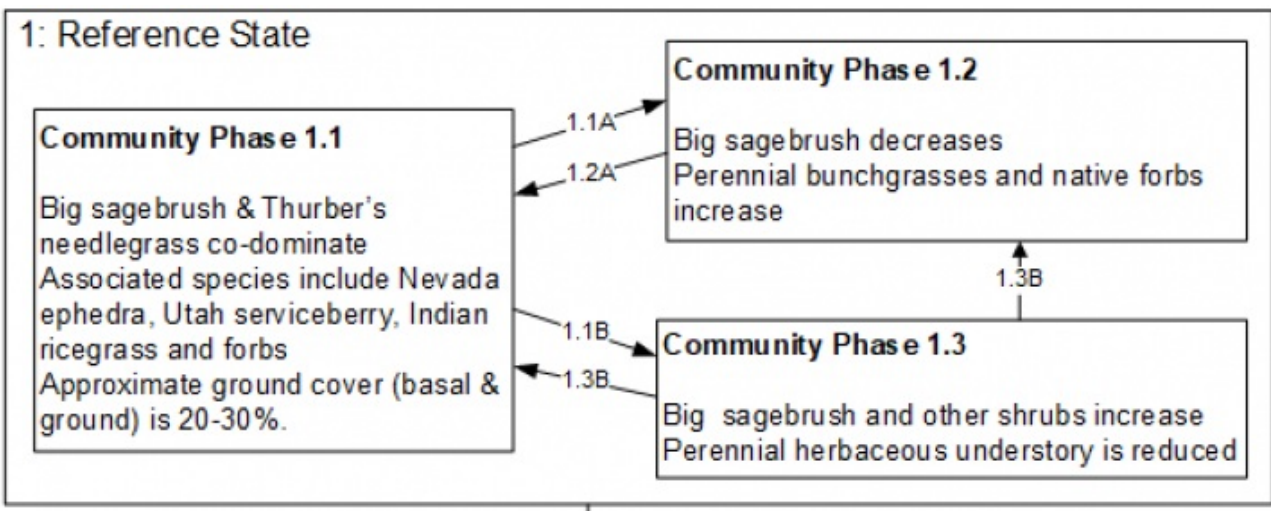 1: Reference State
Community Phase 1.1
Big sagebrush & Thurber's
needlegrass co-dominate
Associated species include Nevada
ephedra, Utah serviceberry, Indian
ricegrass and forbs
Approximate ground cover (basal &
ground) is 20-30%.
1.1A
1.2A
Community Phase 1.2
Big sagebrush decreases
Perennial bunchgrasses and native forbs
increase
1.3B
1.1B
1.3B
Community Phase 1.3
Big sagebrush and other shrubs increase
Perennial herbaceous understory is reduced